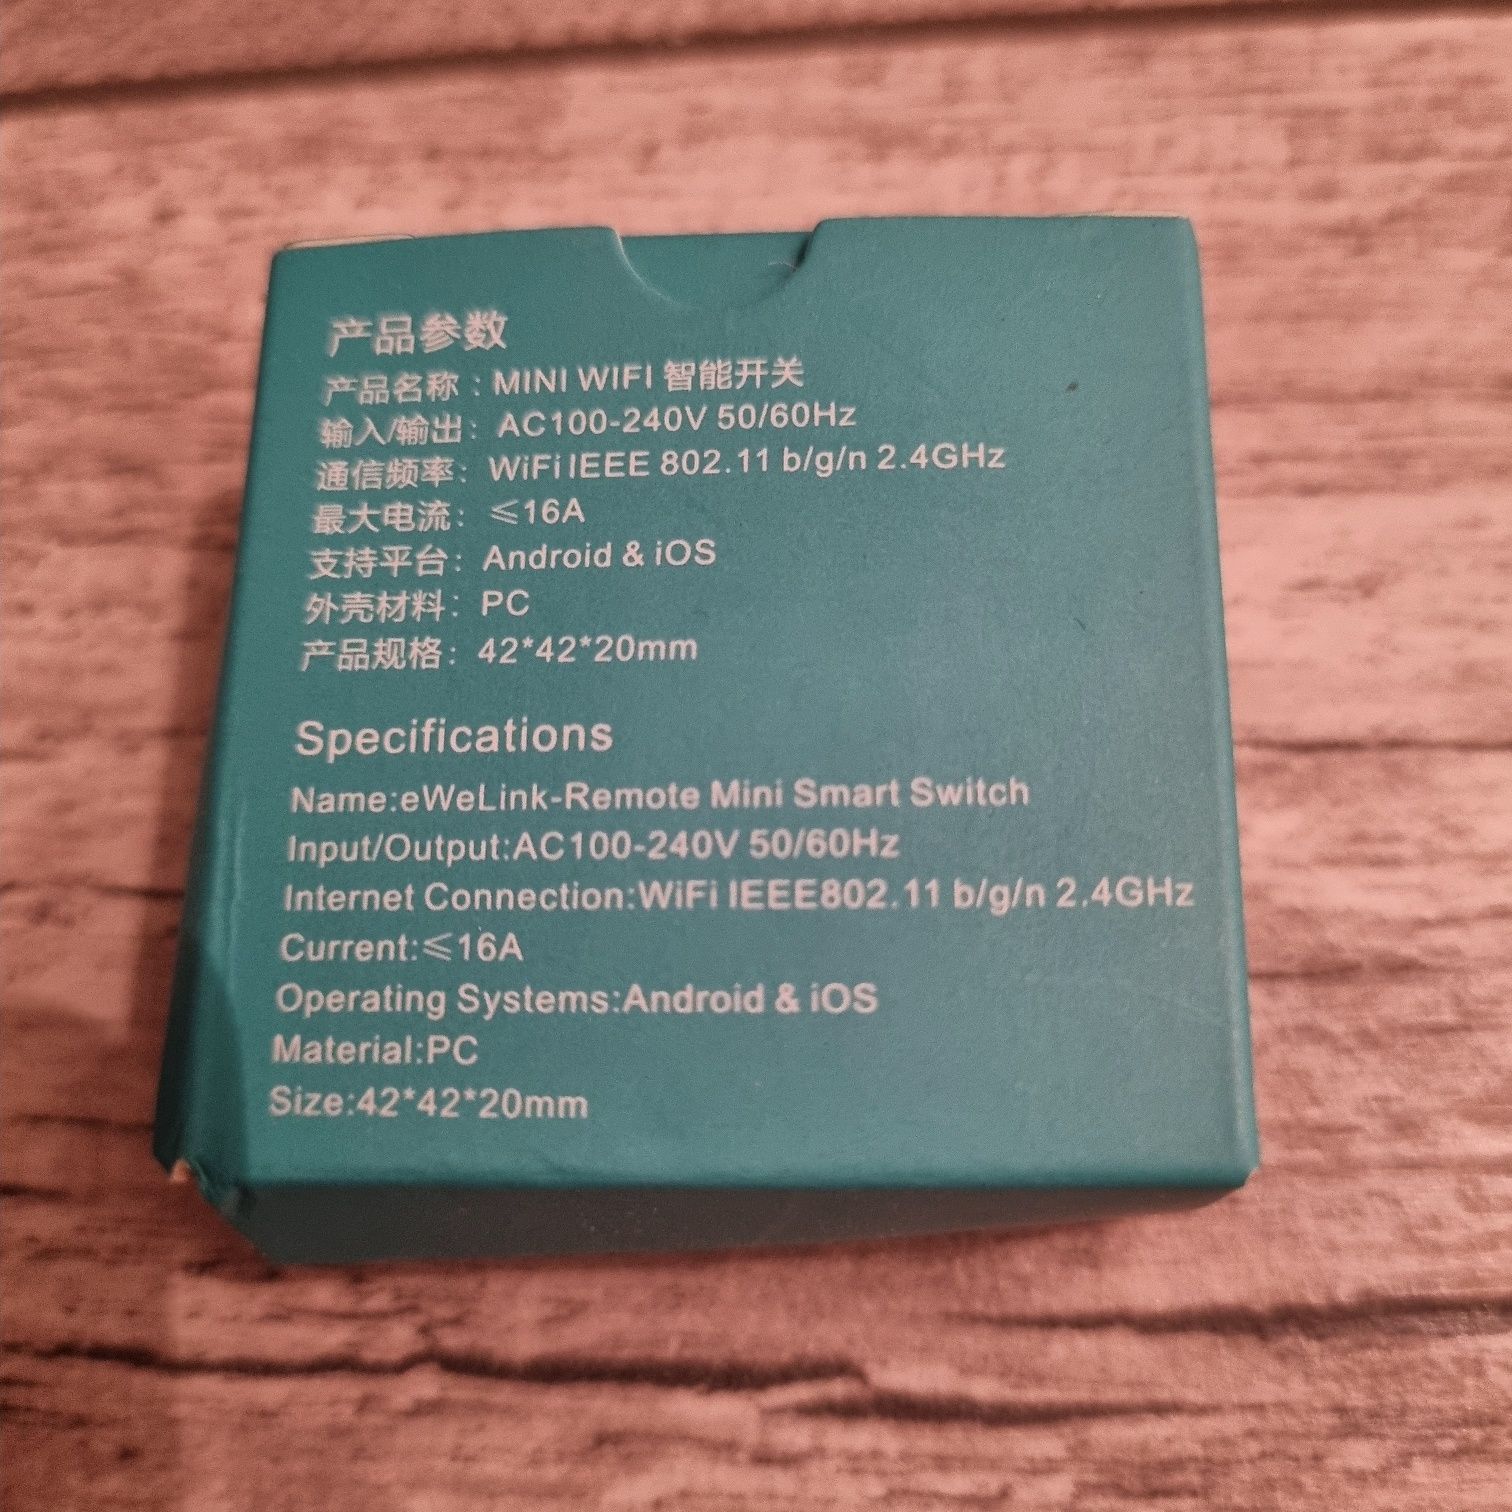 产品参数
产品名称：MINI WIFI 智能开关
输入/输出：AC100-240V 50/60Hz
通信频率：WiFi IEEE 802.11 b/g/n 2.4GHz
最大电流：≤16A
支持平台：Android & iOS
外壳材料：PC
产品规格：42*42*20mm
Specifications
Name:eWeLink-Remote Mini Smart Switch
Input/Output:AC100-240V 50/60Hz
Internet Connection:WiFi IEEE802.11 b/g/n 2.4GHz
Current:≤16A
Operating Systems:Android & iOS
Material:PC
Size:42*42*20mm